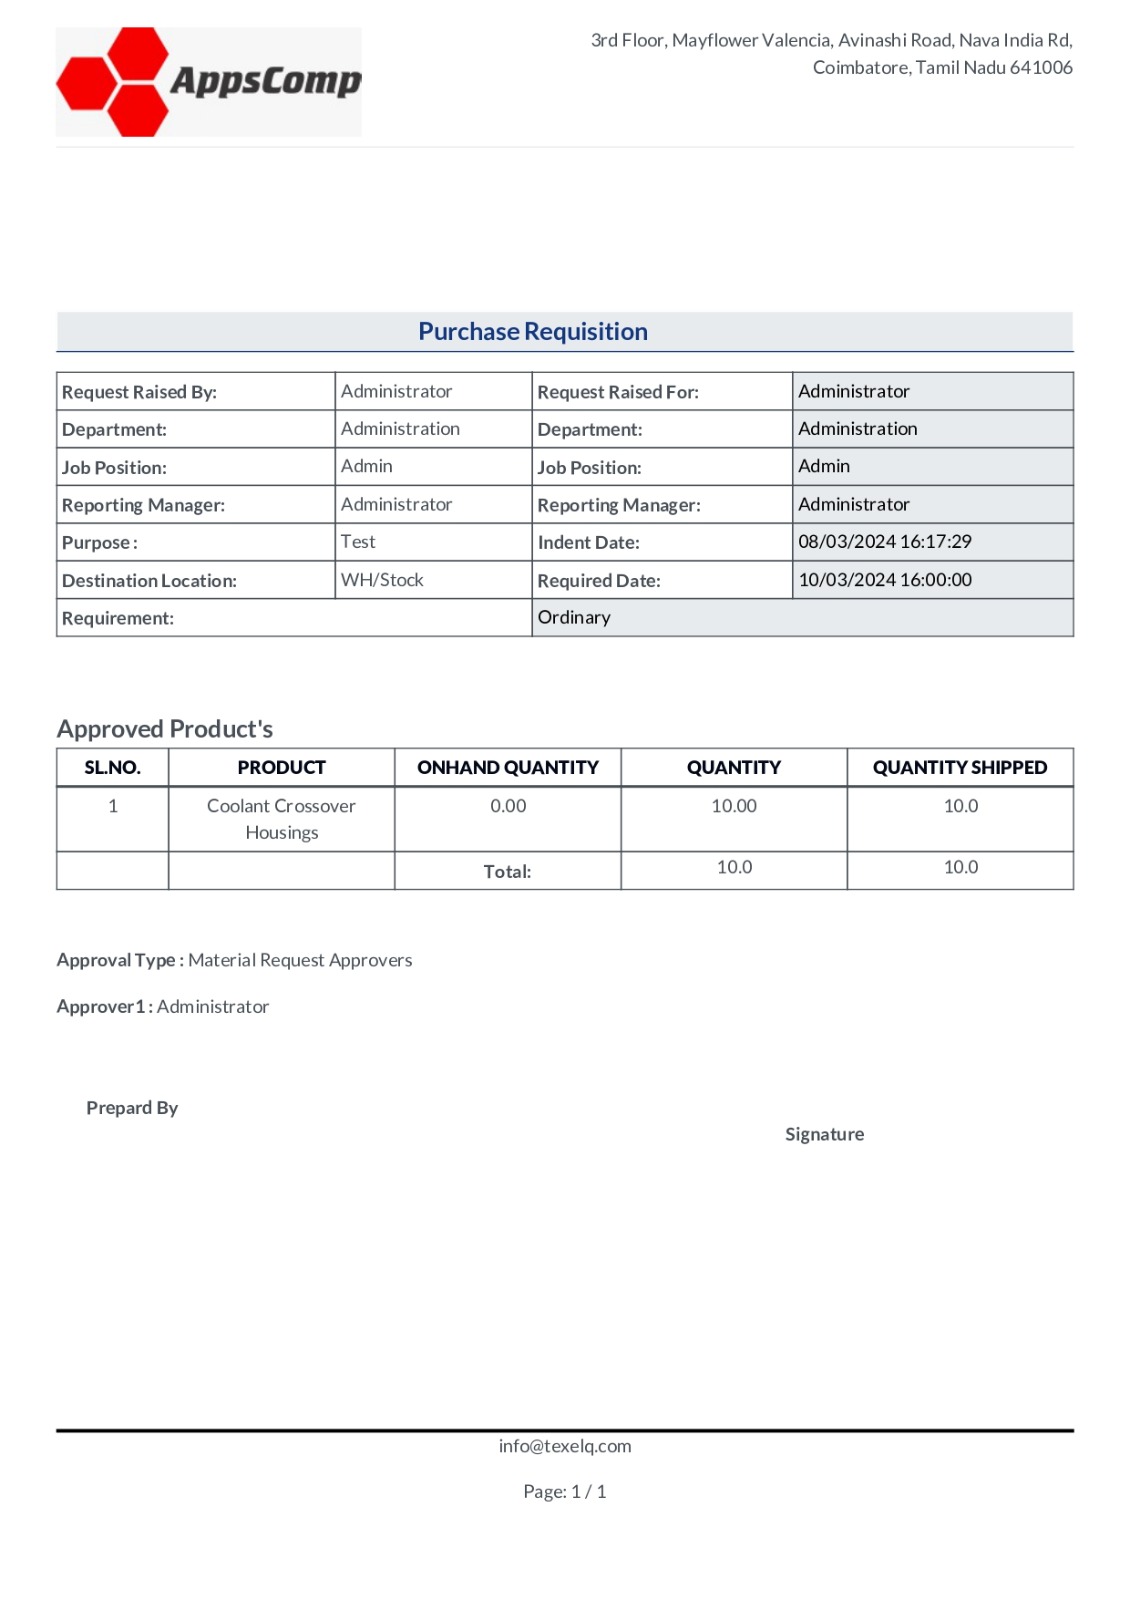 AppsComp
3rd Floor, Mayflower Valencia, Avinashi Road, Nava India Rd,
Coimbatore, Tamil Nadu 641006
Purchase Requisition
Request Raised By: Administrator Request Raised For: Administrator
Department: Administration Department: Administration
Job Position: Admin Job Position: Admin
Reporting Manager: Administrator Reporting Manager: Administrator
Purpose : Test Indent Date: 08/03/2024 16:17:29
Destination Location: WH/Stock Required Date: 10/03/2024 16:00:00
Requirement: Ordinary
Approved Product's
SL.NO. PRODUCT ONHAND QUANTITY QUANTITY QUANTITY SHIPPED
1 Coolant Crossover 0.00 10.00 10.0
Housings
Total: 10.0 10.0
Approval Type : Material Request Approvers
Approver1 : Administrator
Prepard By
Signature
info@texelq.com
Page: 1 / 1